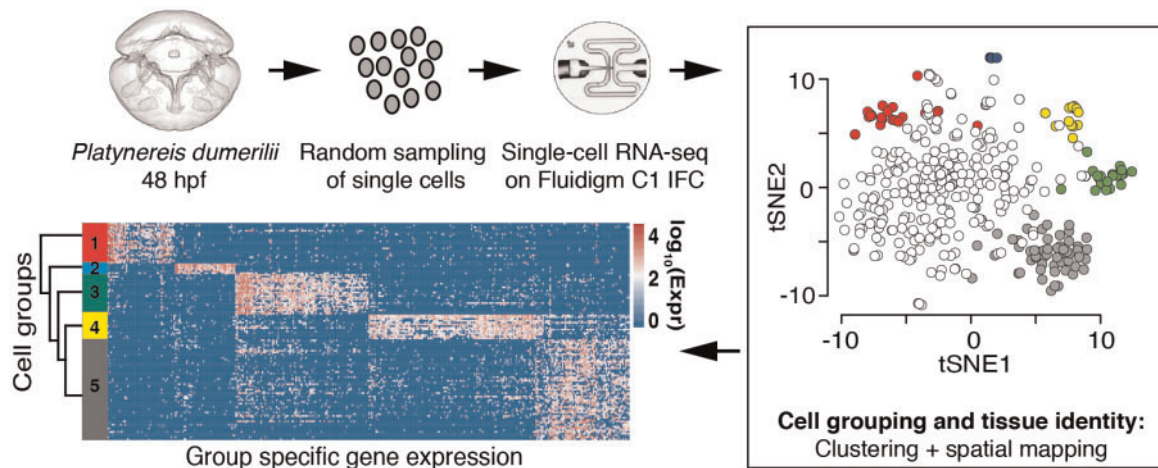 Platynereis dumerilii
48 hpf
Random sampling
of single cells
Single-cell RNA-seq
on Fluidigm C1 IFC
10
0
-10
tSNE2
-10
0
10
tSNE1
Cell grouping and tissue identity:
Clustering + spatial mapping
Cell groups
1
2
3
4
5
4
2
0
log10(Expr)
Group specific gene expression